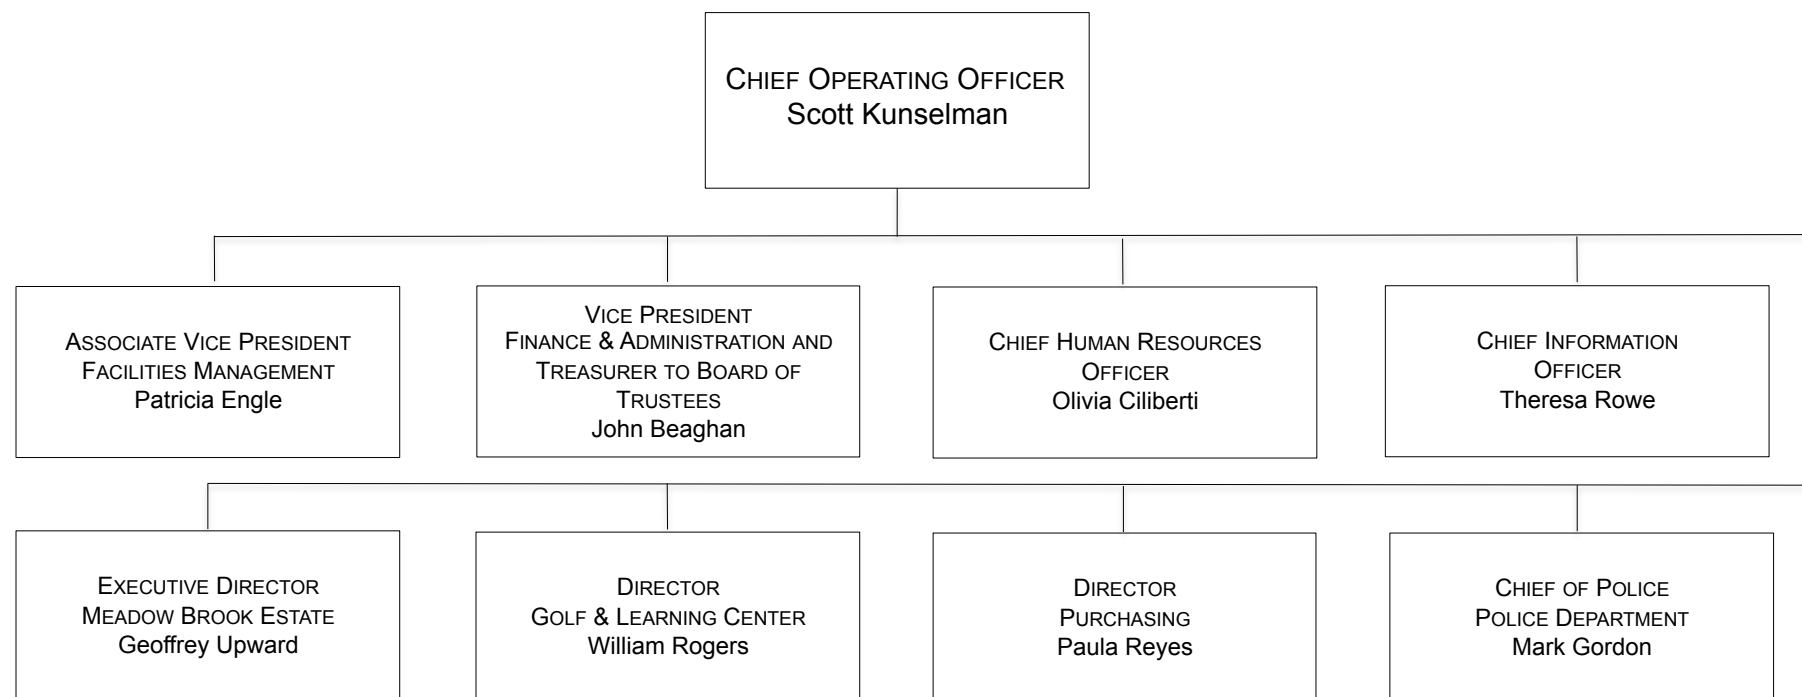 CHIEF OPERATING OFFICER
Scott Kunselman
ASSOCIATE VICE PRESIDENT
FACILITIES MANAGEMENT
Patricia Engle
VICE PRESIDENT
FINANCE & ADMINISTRATION AND
TREASURER TO BOARD OF
TRUSTEES
John Beaghan
CHIEF HUMAN RESOURCES
OFFICER
Olivia Ciliberti
CHIEF INFORMATION
OFFICER
Theresa Rowe
EXECUTIVE DIRECTOR
MEADOW BROOK ESTATE
Geoffrey Upward
DIRECTOR
GOLF & LEARNING CENTER
William Rogers
DIRECTOR
PURCHASING
Paula Reyes
CHIEF OF POLICE
POLICE DEPARTMENT
Mark Gordon